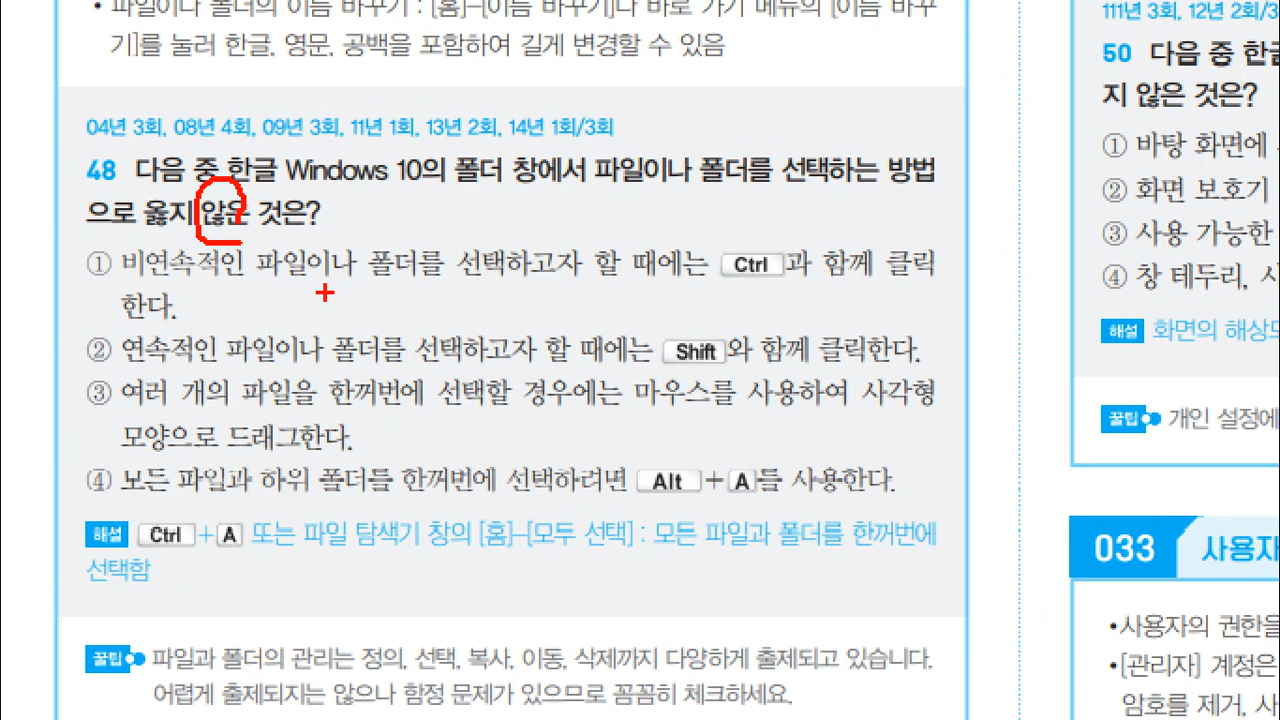 • 파일이나 폴더의 이름 바꾸기 : [홈]-[이름 바꾸기]나 바로 가기 메뉴의 [이름 바꾸
기]를 눌러 한글, 영문, 공백을 포함하여 길게 변경할 수 있음
04년 3회, 08년 4회, 09년 3회, 11년 1회, 13년 2회, 14년 1회/3회
48 다음 중 한글 Windows 10의 폴더 창에서 파일이나 폴더를 선택하는 방법
으로 옳지 않은 것은?
① 비연속적인 파일이나 폴더를 선택하고자 할 때에는 Ctrl 과 함께 클릭
한다.
② 연속적인 파일이나 폴더를 선택하고자 할 때에는 Shift 와 함께 클릭한다.
③ 여러 개의 파일을 한꺼번에 선택할 경우에는 마우스를 사용하여 사각형
모양으로 드래그한다.
④ 모든 파일과 하위 폴더를 한꺼번에 선택하려면 Alt + A 를 사용한다.
해설 Ctrl + A 또는 파일 탐색기 창의 [홈]-[모두 선택] : 모든 파일과 폴더를 한꺼번에
선택함
꿀팁 파일과 폴더의 관리는 정의, 선택, 복사, 이동, 삭제까지 다양하게 출제되고 있습니다.
어렵게 출제되지는 않으나 함정 문제가 있으므로 꼼꼼히 체크하세요.
111년 3회, 12년 2회/3
50 다음 중 한글
지 않은 것은?
① 바탕 화면에
② 화면 보호기
③ 사용 가능한
④ 창 테두리,
해설 화면의 해상도
꿀팁 개인 설정에
033 사용자
• 사용자의 권한을
• [관리자] 계정은
암호를 제거,